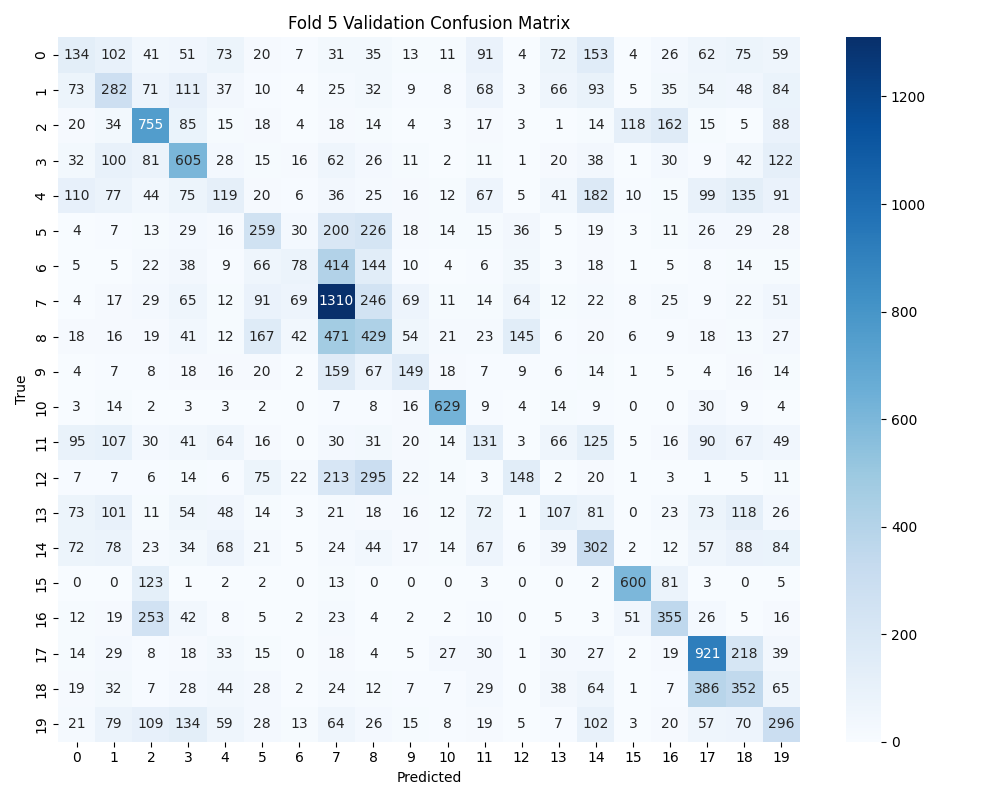 Fold 5 Validation Confusion Matrix
0 134 102 41 51 73 20 7 31 35 13 11 91 4 72 153 4 26 62 75 59
1 73 282 71 111 37 10 4 25 32 9 8 68 3 66 93 5 35 54 48 84
2 20 34 755 85 15 18 4 18 14 4 3 17 3 1 14 118 162 15 5 88
3 32 100 81 605 28 15 16 62 26 11 2 11 1 20 38 1 30 9 42 122
4 110 77 44 75 119 20 6 36 25 16 12 67 5 41 182 10 15 99 135 91
5 4 7 13 29 16 259 30 200 226 18 14 15 36 5 19 3 11 26 29 28
6 5 5 22 38 9 66 78 414 144 10 4 6 35 3 18 1 5 8 14 15
7 4 17 29 65 12 91 69 1310 246 69 11 14 64 12 22 8 25 9 22 51
8 18 16 19 41 12 167 42 471 429 54 21 23 145 6 20 6 9 18 13 27
9 4 7 8 18 16 20 2 159 67 149 18 7 9 6 14 1 5 4 16 14
10 3 14 2 3 3 2 0 7 8 16 629 9 4 14 9 0 0 30 9 4
11 95 107 30 41 64 16 0 30 31 20 14 131 3 66 125 5 16 90 67 49
12 7 7 6 14 6 75 22 213 295 22 14 3 148 2 20 1 3 1 5 11
13 73 101 11 54 48 14 3 21 18 16 12 72 1 107 81 0 23 73 118 26
14 72 78 23 34 68 21 5 24 44 17 14 67 6 39 302 2 12 57 88 84
15 0 0 123 1 2 2 0 13 0 0 0 3 0 0 2 600 81 3 0 5
16 12 19 253 42 8 5 2 23 4 2 2 10 0 5 3 51 355 26 5 16
17 14 29 8 18 33 15 0 18 4 5 27 30 1 30 27 2 19 921 218 39
18 19 32 7 28 44 28 2 24 12 7 7 29 0 38 64 1 7 386 352 65
19 21 79 109 134 59 28 13 64 26 15 8 19 5 7 102 3 20 57 70 296
0 1 2 3 4 5 6 7 8 9 10 11 12 13 14 15 16 17 18 19
Predicted
True
1200
1000
800
600
400
200
0